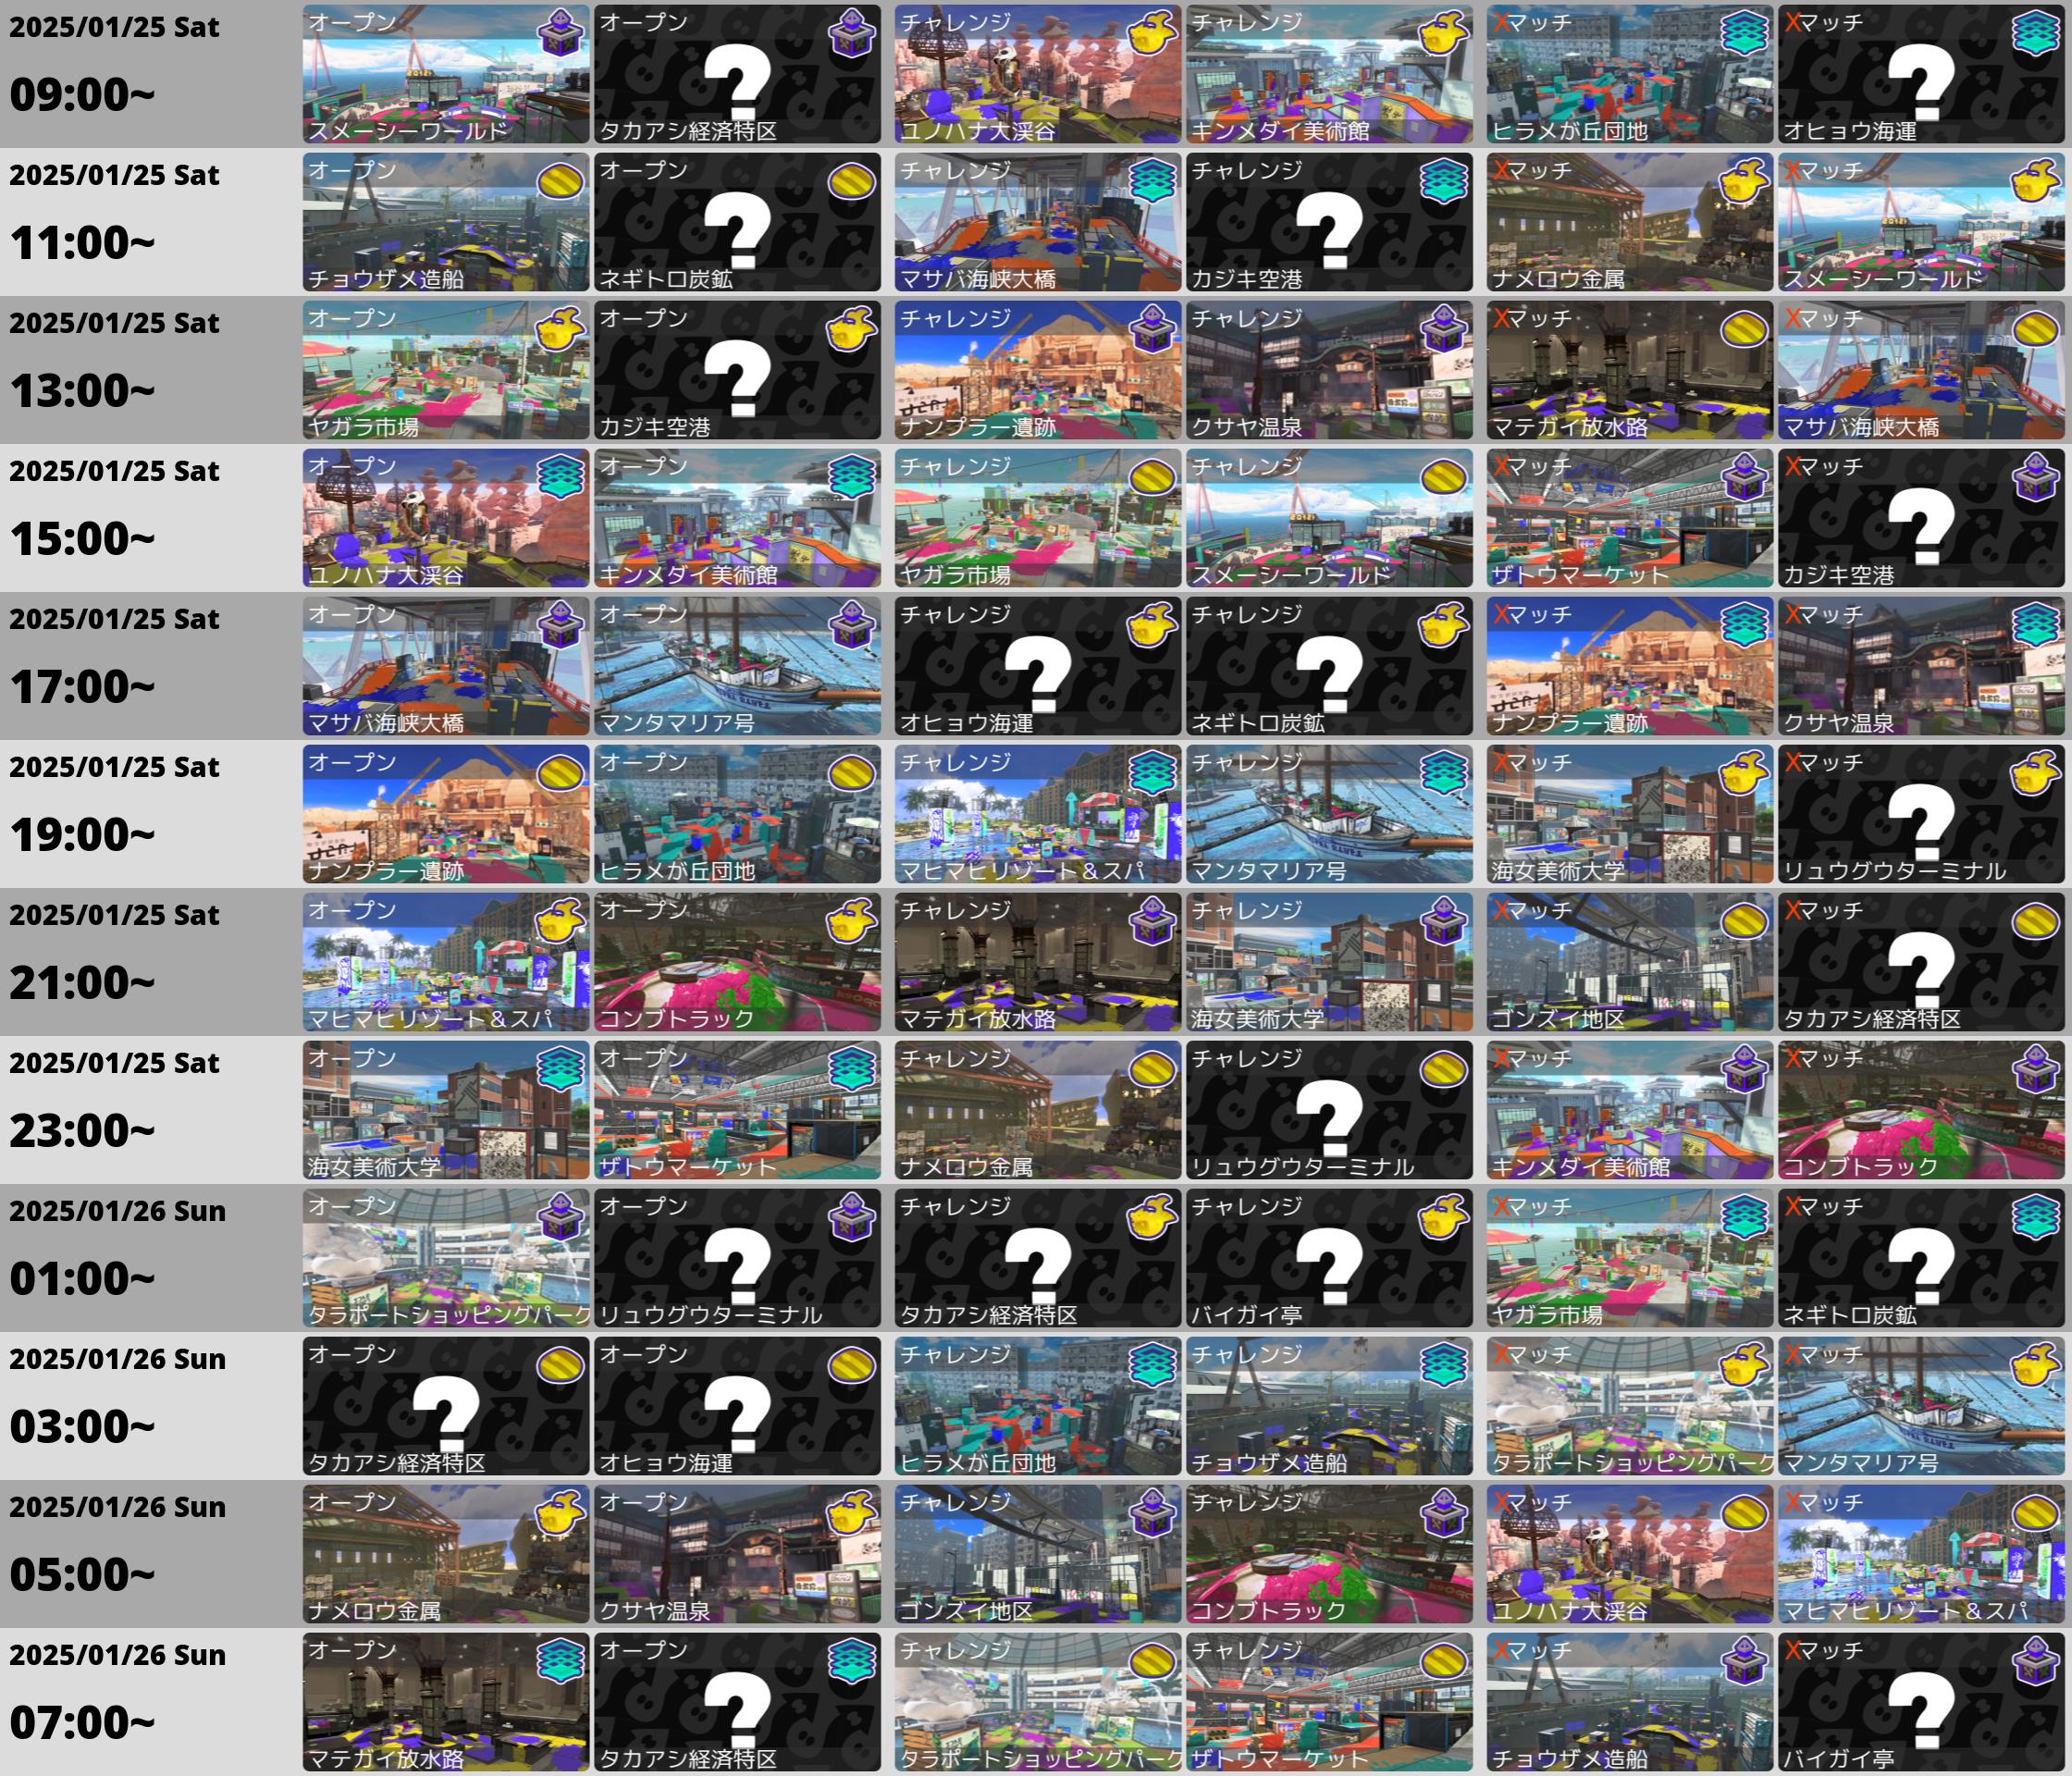 2025/01/25 Sat
09:00~
オープン
スメーシーワールド
オープン
タカアシ経済特区
チャレンジ
ユノハナ大渓谷
チャレンジ
キンメダイ美術館
Xマッチ
ヒラメが丘団地
Xマッチ
オヒョウ海運
2025/01/25 Sat
11:00~
オープン
チョウザメ造船
オープン
ネギトロ炭鉱
チャレンジ
マサバ海峡大橋
チャレンジ
カジキ空港
Xマッチ
ナメロウ金属
Xマッチ
スメーシーワールド
2025/01/25 Sat
13:00~
オープン
ヤガラ市場
オープン
カジキ空港
チャレンジ
ナンプラー遺跡
チャレンジ
クサヤ温泉
Xマッチ
マテガイ放水路
Xマッチ
マサバ海峡大橋
2025/01/25 Sat
15:00~
オープン
ユノハナ大渓谷
オープン
キンメダイ美術館
チャレンジ
ヤガラ市場
チャレンジ
スメーシーワールド
Xマッチ
ザトウマーケット
Xマッチ
カジキ空港
2025/01/25 Sat
17:00~
オープン
マサバ海峡大橋
オープン
マンタマリア号
チャレンジ
オヒョウ海運
チャレンジ
ネギトロ炭鉱
Xマッチ
ナンプラー遺跡
Xマッチ
クサヤ温泉
2025/01/25 Sat
19:00~
オープン
ナンプラー遺跡
オープン
ヒラメが丘団地
チャレンジ
マヒマヒリゾート&スパ
チャレンジ
マンタマリア号
Xマッチ
海女美術大学
Xマッチ
リュウグウターミナル
2025/01/25 Sat
21:00~
オープン
マヒマヒリゾート&スパ
オープン
コンブトラック
チャレンジ
マテガイ放水路
チャレンジ
海女美術大学
Xマッチ
ゴンズイ地区
Xマッチ
タカアシ経済特区
2025/01/25 Sat
23:00~
オープン
海女美術大学
オープン
ザトウマーケット
チャレンジ
ナメロウ金属
チャレンジ
リュウグウターミナル
Xマッチ
キンメダイ美術館
Xマッチ
コンブトラック
2025/01/26 Sun
01:00~
オープン
タラポートショッピングパーク
オープン
リュウグウターミナル
チャレンジ
タカアシ経済特区
チャレンジ
バイガイ亭
Xマッチ
ヤガラ市場
Xマッチ
ネギトロ炭鉱
2025/01/26 Sun
03:00~
オープン
タカアシ経済特区
オープン
オヒョウ海運
チャレンジ
ヒラメが丘団地
チャレンジ
チョウザメ造船
Xマッチ
タラポートショッピングパーク
Xマッチ
マンタマリア号
2025/01/26 Sun
05:00~
オープン
ナメロウ金属
オープン
クサヤ温泉
チャレンジ
ゴンズイ地区
チャレンジ
コンブトラック
Xマッチ
ユノハナ大渓谷
Xマッチ
マヒマヒリゾート&スパ
2025/01/26 Sun
07:00~
オープン
マテガイ放水路
オープン
タカアシ経済特区
チャレンジ
タラポートショッピングパーク
チャレンジ
ザトウマーケット
Xマッチ
チョウザメ造船
Xマッチ
バイガイ亭